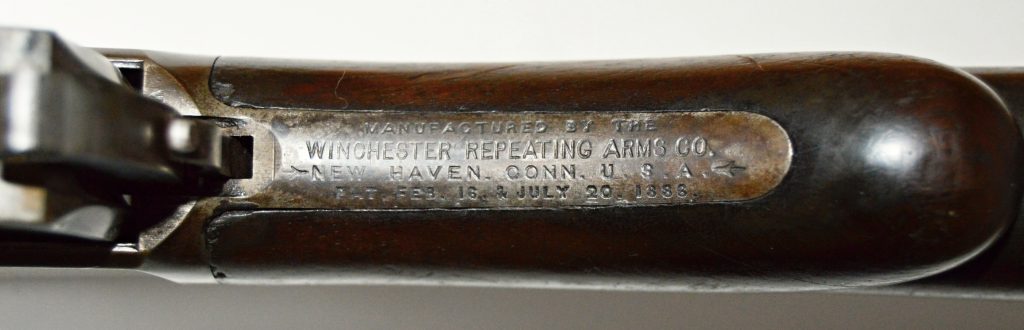 MANUFACTURED BY THE
WINCHESTER REPEATING ARMS CO.
NEW HAVEN. CONN. U. S. A.
PAT. FEB. 16. & JULY 20. 1886.